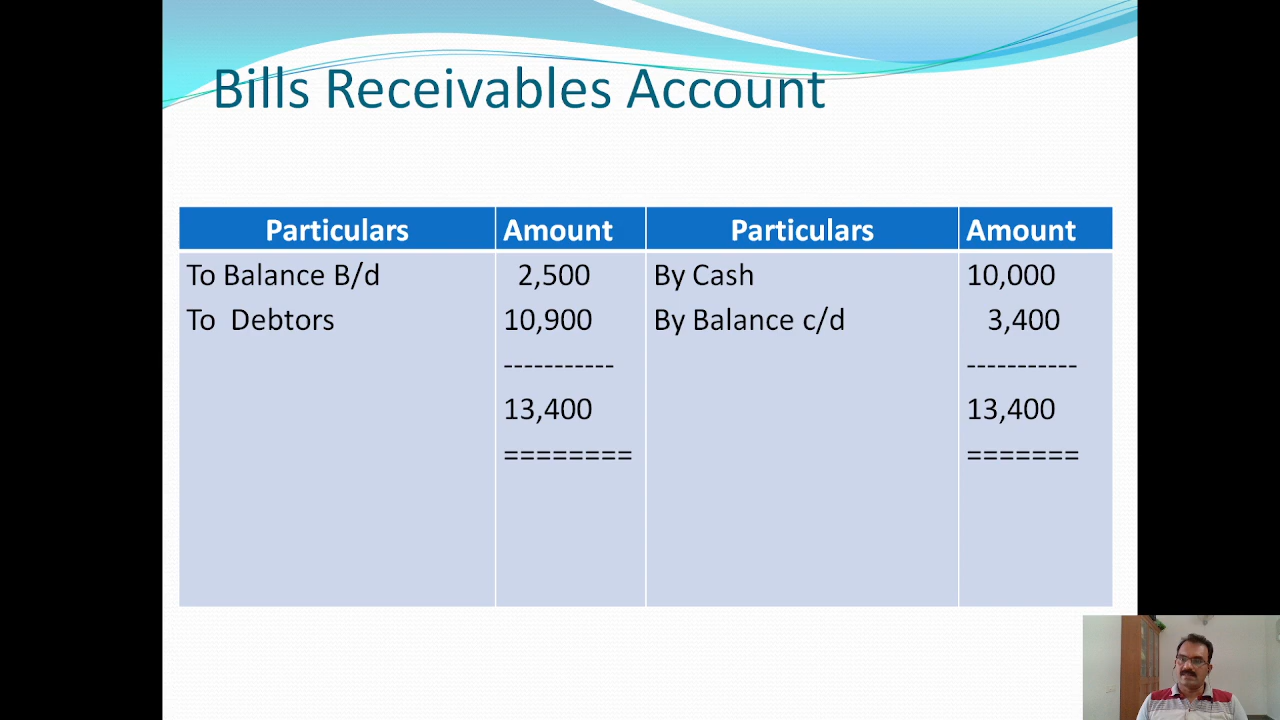 Bills Receivables Account
Particulars Amount Particulars Amount
To Balance B/d 2,500 By Cash 10,000
To Debtors 10,900 By Balance c/d 3,400
----------- -----------
13,400 13,400
======== =======